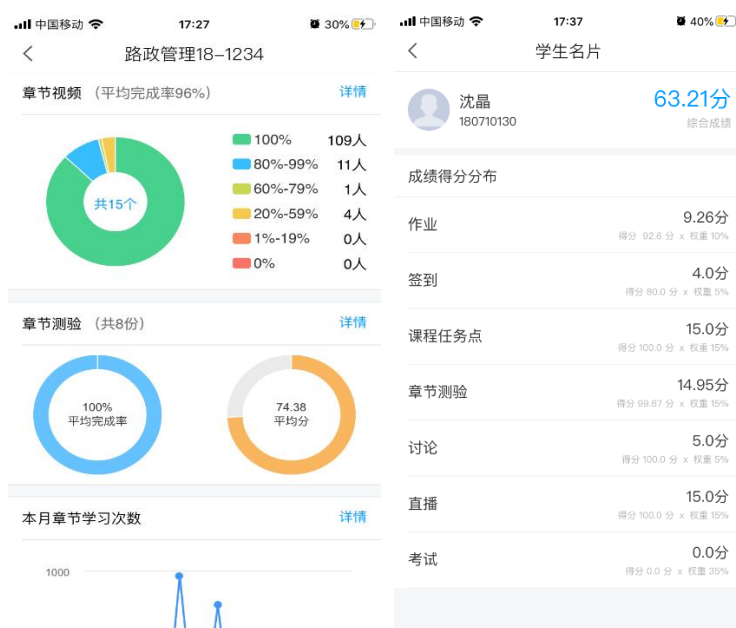 中国移动 17:27 30%
路政管理18-1234
章节视频 (平均完成率96%) 详情
共15个
100% 109人
80%-99% 11人
60%-79% 1人
20%-59% 4人
1%-19% 0人
0% 0人
章节测验 (共8份) 详情
100%
平均完成率
74.38
平均分
本月章节学习次数 详情
1000
中国移动 17:37 40%
学生名片
沈晶
180710130
63.21分
综合成绩
成绩得分分布
作业 9.26分
得分 92.6 分 x 权重 10%
签到 4.0分
得分 80.0 分 x 权重 5%
课程任务点 15.0分
得分 100.0 分 x 权重 15%
章节测验 14.95分
得分 99.67 分 x 权重 15%
讨论 5.0分
得分 100.0 分 x 权重 5%
直播 15.0分
得分 100.0 分 x 权重 15%
考试 0.0分
得分 0.0 分 x 权重 35%